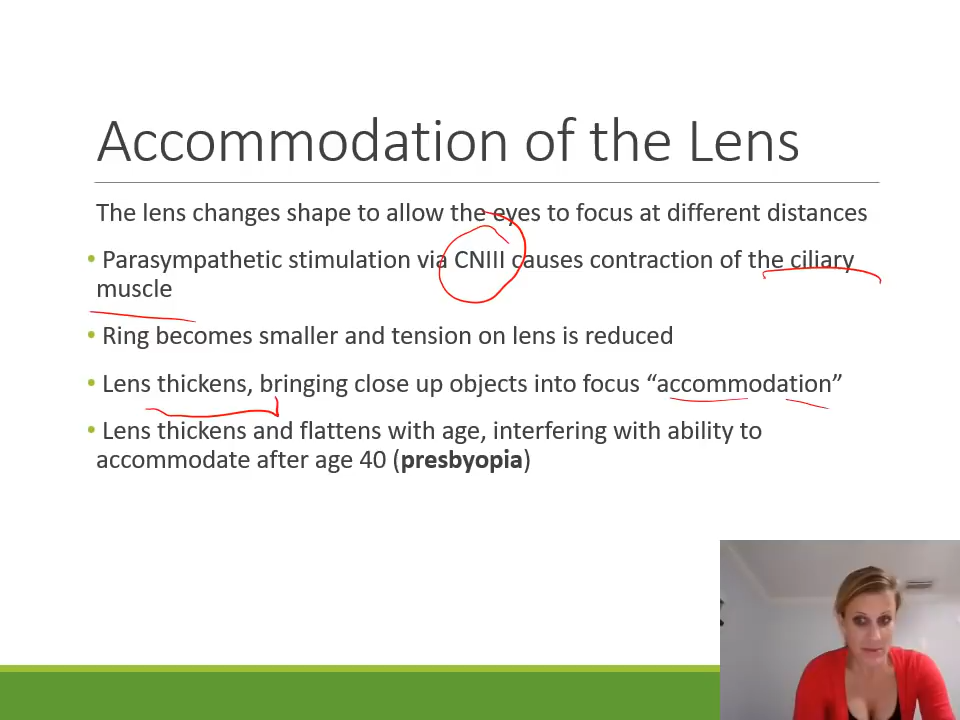 Accommodation of the Lens
The lens changes shape to allow the eyes to focus at different distances
• Parasympathetic stimulation via CNIII causes contraction of the ciliary
muscle
• Ring becomes smaller and tension on lens is reduced
• Lens thickens, bringing close up objects into focus “accommodation”
• Lens thickens and flattens with age, interfering with ability to
accommodate after age 40 (presbyopia)